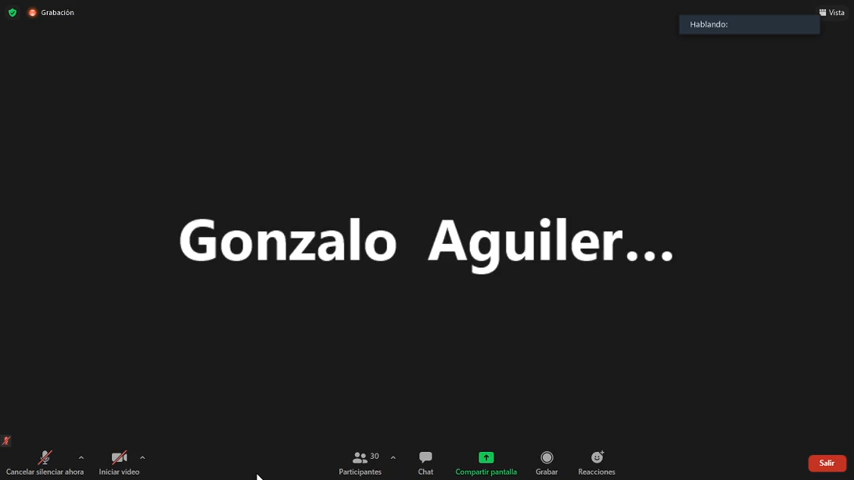 Grabación
Vista
Hablando:
Gonzalo Aguiler...
Cancelar silenciar ahora
Iniciar video
30
Participantes
Chat
Compartir pantalla
Grabar
Reacciones
Salir